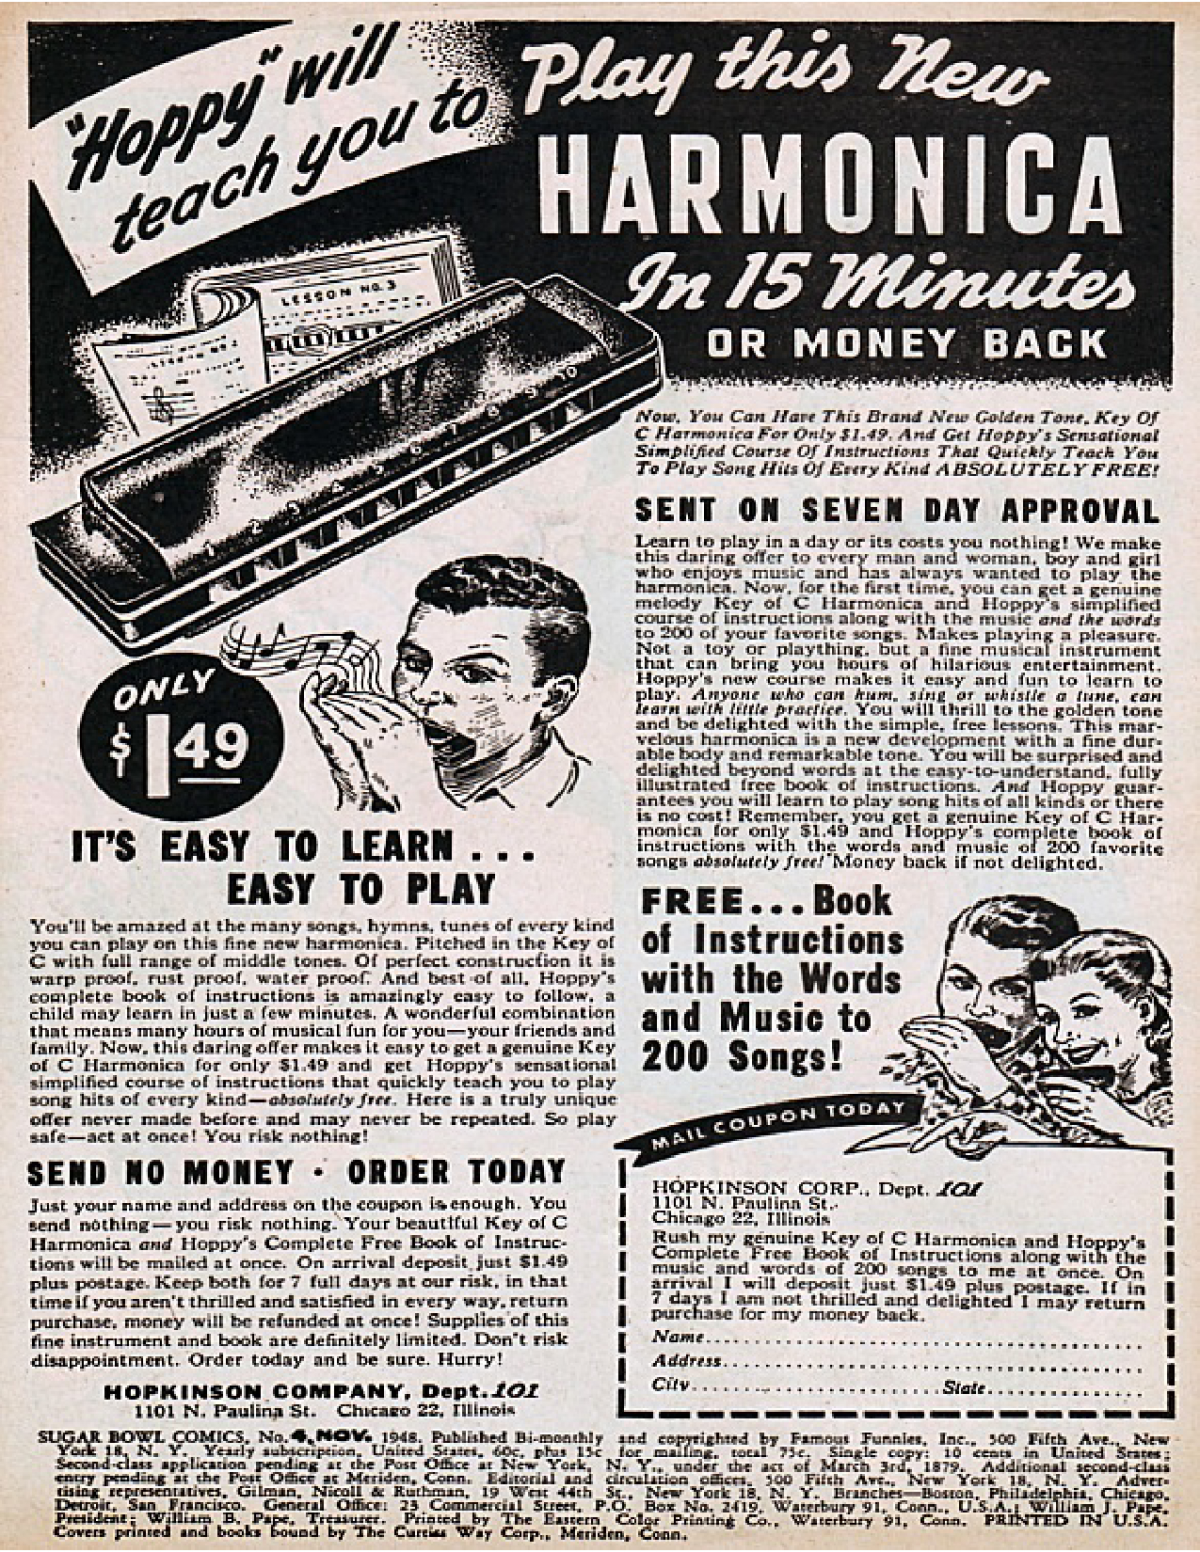 "Hoppy" will
teach you to
Play this New
HARMONICA
In 15 Minutes
OR MONEY BACK
LESSON NO. 3
Now, You Can Have This Brand New Golden Tone, Key Of
C Harmonica For Only $1.49. And Get Hoppy's Sensational
Simplified Course Of Instructions That Quickly Teach You
To Play Song Hits Of Every Kind ABSOLUTELY FREE!
SENT ON SEVEN DAY APPROVAL
Learn to play in a day or its costs you nothing! We make
this daring offer to every man and woman, boy and girl
who enjoys music and has always wanted to play the
harmonica. Now, for the first time, you can get a genuine
melody Key of C Harmonica and Hoppy's simplified
course of instructions along with the music and the words
to 200 of your favorite songs. Makes playing a pleasure.
Not a toy or plaything, but a fine musical instrument
that can bring you hours of hilarious entertainment.
Hoppy's new course makes it easy and fun to learn to
play. Anyone who can hum, sing or whistle a tune, can
learn with little practice. You will thrill to the golden tone
and be delighted with the simple, free lessons. This mar-
velous harmonica is a new development with a fine dur-
able body and remarkable tone. You will be surprised and
delighted beyond words at the easy-to-understand, fully
illustrated free book of instructions. And Hoppy guar-
antees you will learn to play song hits of all kinds or there
is no cost! Remember, you get a genuine Key of C Har-
monica for only $1.49 and Hoppy's complete book of
instructions with the words and music of 200 favorite
songs absolutely free! Money back if not delighted.
ONLY
$1.49
IT'S EASY TO LEARN ...
EASY TO PLAY
You'll be amazed at the many songs, hymns, tunes of every kind
you can play on this fine new harmonica. Pitched in the Key of
C with full range of middle tones. Of perfect construction it is
warp proof, rust proof, water proof. And best of all, Hoppy's
complete book of instructions is amazingly easy to follow, a
child may learn in just a few minutes. A wonderful combination
that means many hours of musical fun for you—your friends and
family. Now, this daring offer makes it easy to get a genuine Key
of C Harmonica for only $1.49 and get Hoppy's sensational
simplified course of instructions that quickly teach you to play
song hits of every kind—absolutely free. Here is a truly unique
offer never made before and may never be repeated. So play
safe—act at once! You risk nothing!
SEND NO MONEY · ORDER TODAY
Just your name and address on the coupon is enough. You
send nothing—you risk nothing. Your beautiful Key of C
Harmonica and Hoppy's Complete Free Book of Instruc-
tions will be mailed at once. On arrival deposit just $1.49
plus postage. Keep both for 7 full days at our risk, in that
time if you aren't thrilled and satisfied in every way, return
purchase, money will be refunded at once! Supplies of this
fine instrument and book are definitely limited. Don't risk
disappointment. Order today and be sure. Hurry!
HOPKINSON COMPANY, Dept. 101
1101 N. Paulina St. Chicago 22, Illinois
FREE... Book
of Instructions
with the Words
and Music to
200 Songs!
MAIL COUPON TODAY
HOPKINSON CORP., Dept. 101
1101 N. Paulina St.
Chicago 22, Illinois
Rush my genuine Key of C Harmonica and Hoppy's
Complete Free Book of Instructions along with the
music and words of 200 songs to me at once. On
arrival I will deposit just $1.49 plus postage. If in
7 days I am not thrilled and delighted I may return
purchase for my money back.
Name
Address
City State
SUGAR BOWL COMICS, No. 4, NOV. 1948. Published Bi-monthly and copyrighted by Famous Funnies, Inc., 500 Fifth Ave., New
York 18, N. Y. Yearly subscription, United States, 60c, plus 15c for mailing, total 75c. Single copy: 10 cents in United States;
Second-class application pending at the Post Office at New York, N. Y., under the act of March 3rd, 1879. Additional second-class
entry pending at the Post Office at Meriden, Conn. Editorial and circulation offices, 500 Fifth Ave., New York 18, N. Y. Adver-
tising representatives, Gilman, Nicoll & Ruthman, 19 West 44th St., New York 18, N. Y. Branches—Boston, Philadelphia, Chicago,
Detroit, San Francisco. General Office: 23 Commercial Street, P.O. Box No. 2419, Waterbury 91, Conn., U.S.A.; William J. Pape,
President; William B. Pape, Treasurer. Printed by The Eastern Color Printing Co., Waterbury 91, Conn. PRINTED IN U.S.A.
Covers printed and books bound by The Curtiss Way Corp., Meriden, Conn.